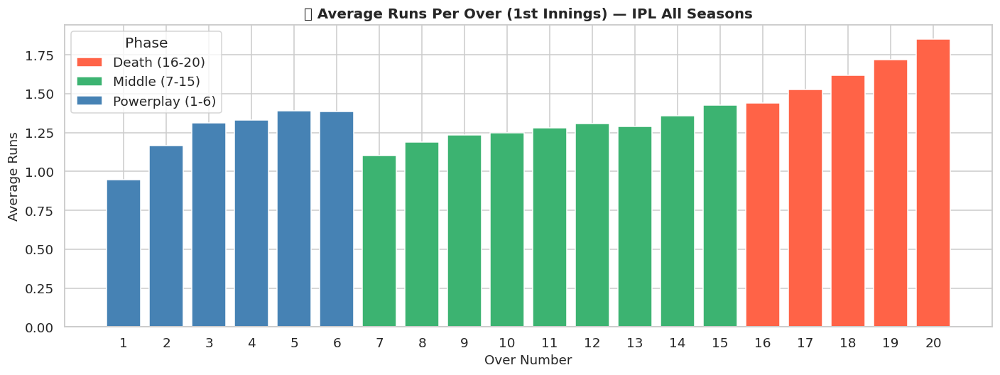 Average Runs Per Over (1st Innings) — IPL All Seasons
Phase
Death (16-20)
Middle (7-15)
Powerplay (1-6)
Average Runs
1.75
1.50
1.25
1.00
0.75
0.50
0.25
0.00
1 2 3 4 5 6 7 8 9 10 11 12 13 14 15 16 17 18 19 20
Over Number